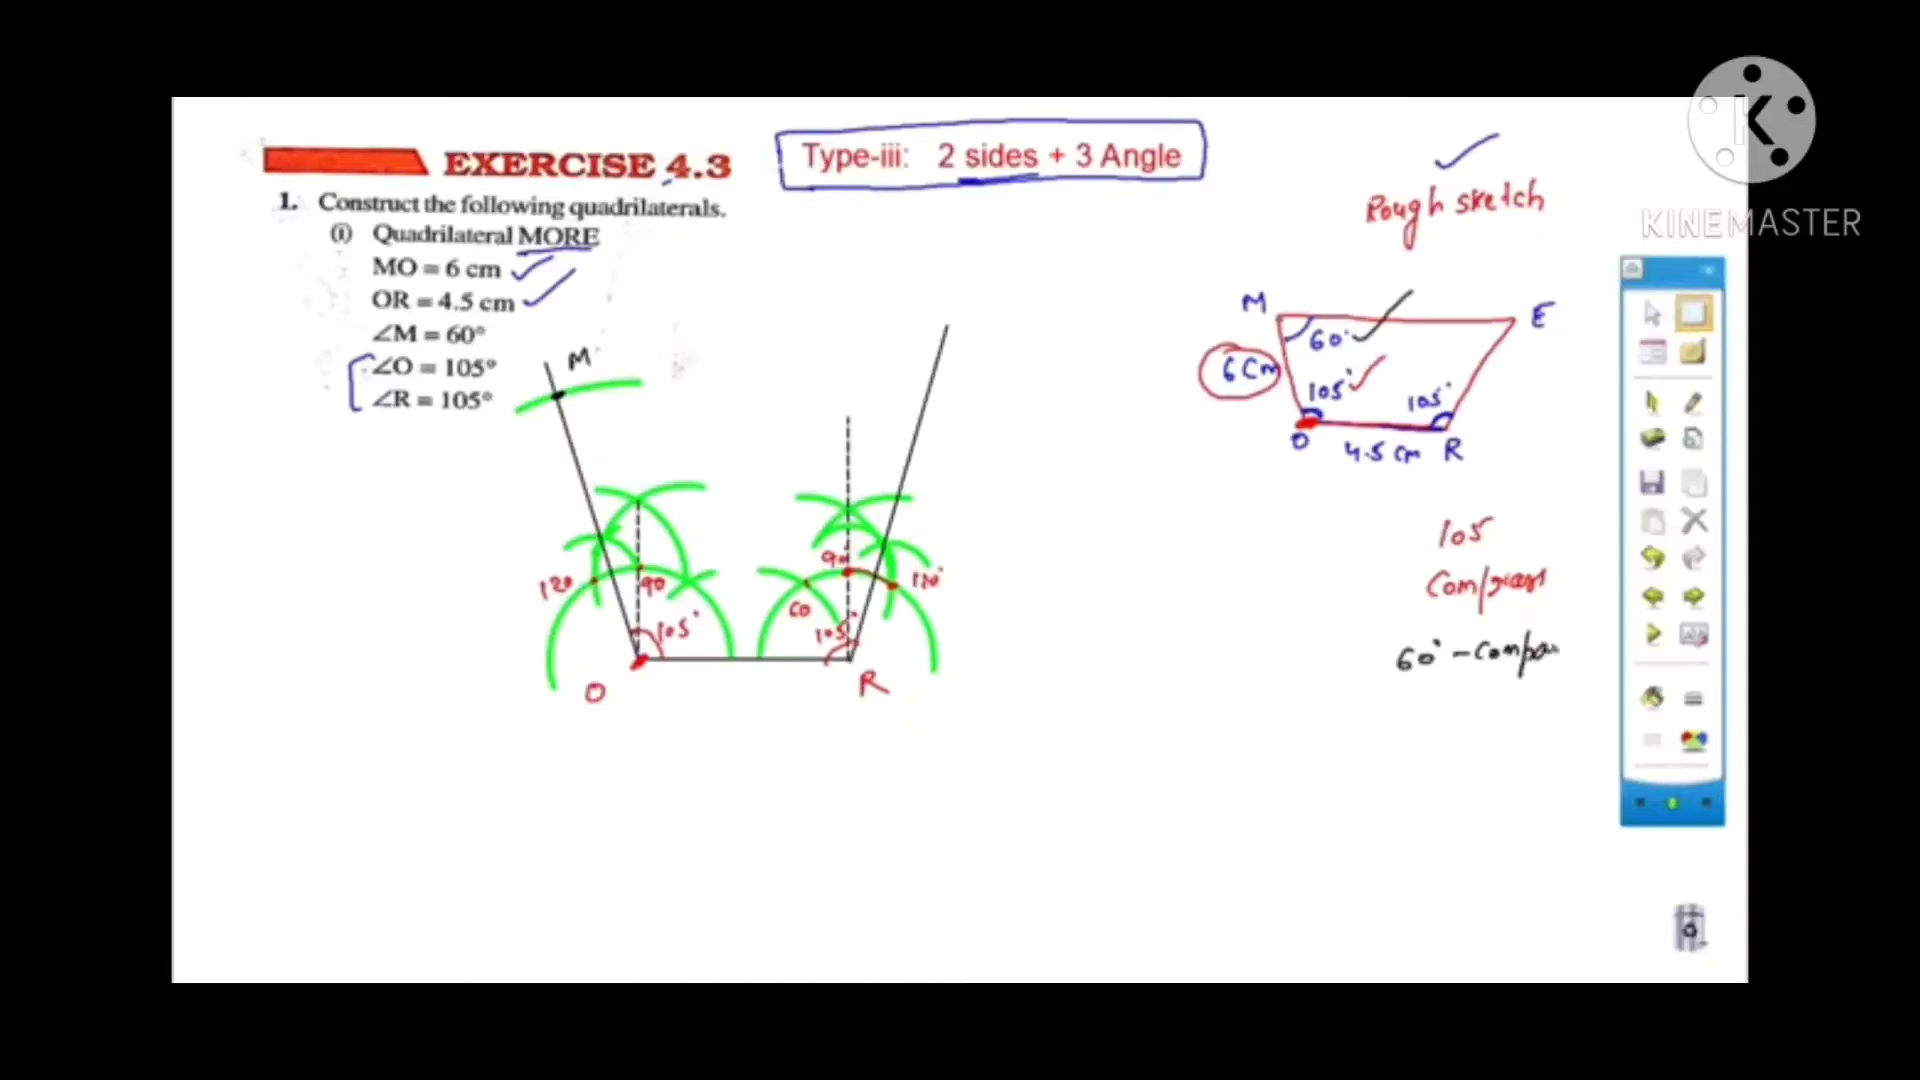 EXERCISE 4.3
Type-iii: 2 sides + 3 Angle
1. Construct the following quadrilaterals.
(i) Quadrilateral MORE
MO = 6 cm
OR = 4.5 cm
∠M = 60°
∠O = 105°
∠R = 105°
Rough sketch
KINEMASTER
M
E
60°
6 Cm
105°
105°
O
4.5 cm
R
M
120
90
105°
60
90
120°
105°
O
R
105
60°